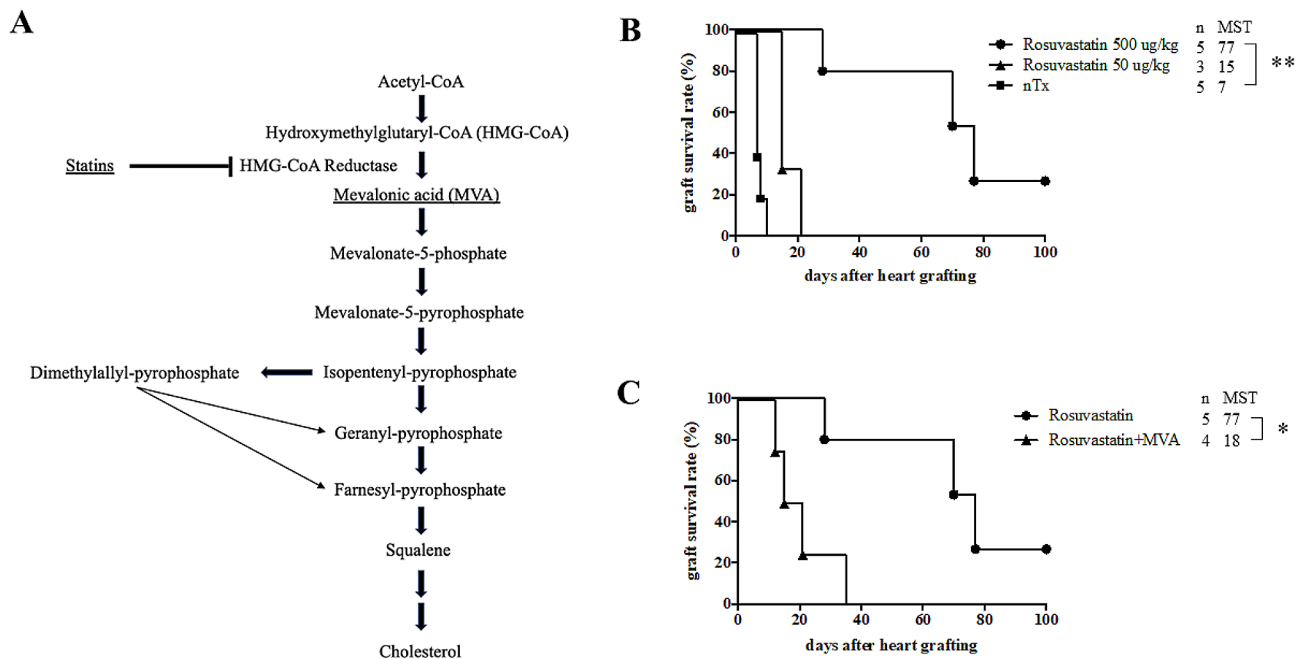 A
Acetyl-CoA
Hydroxymethylglutaryl-CoA (HMG-CoA)
Statins
HMG-CoA Reductase
Mevalonic acid (MVA)
Mevalonate-5-phosphate
Mevalonate-5-pyrophosphate
Dimethylallyl-pyrophosphate
Isopentenyl-pyrophosphate
Geranyl-pyrophosphate
Farnesyl-pyrophosphate
Squalene
Cholesterol
B
graft survival rate (%)
100
80
60
40
20
0
0 20 40 60 80 100
days after heart grafting
n MST
Rosuvastatin 500 ug/kg 5 77
Rosuvastatin 50 ug/kg 3 15
nTx 5 7
**
C
graft survival rate (%)
100
80
60
40
20
0
0 20 40 60 80 100
days after heart grafting
n MST
Rosuvastatin 5 77
Rosuvastatin+MVA 4 18
*